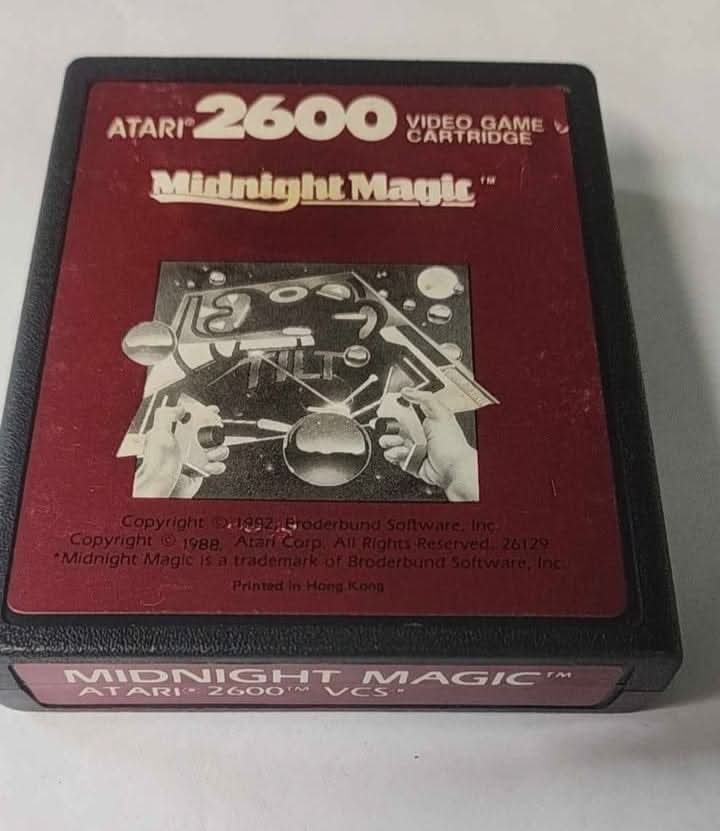 ATARI® 2600 VIDEO GAME CARTRIDGE
Midnight Magic™
TILT
Copyright © 1982, Broderbund Software, Inc.
Copyright © 1988, Atari Corp. All Rights Reserved. 26129
*Midnight Magic is a trademark of Broderbund Software, Inc.
Printed in Hong Kong
MIDNIGHT MAGIC™
ATARI® 2600™ VCS®